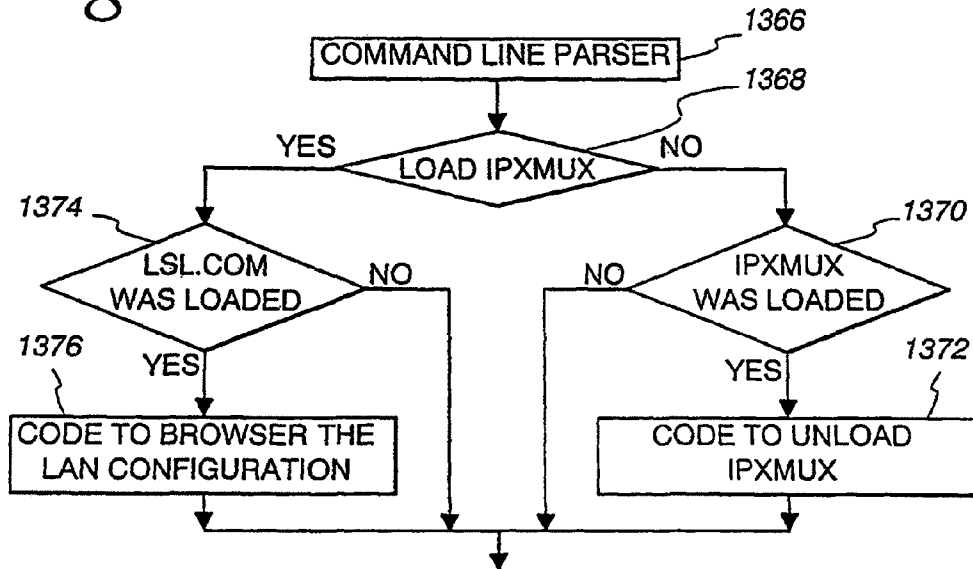 1366
COMMAND LINE PARSER
1368
YES
LOAD IPXMUX
NO
1374
1370
LSL.COM
WAS LOADED
NO
NO
IPXMUX
WAS LOADED
1376
YES
YES
1372
CODE TO BROWSER THE
LAN CONFIGURATION
CODE TO UNLOAD
IPXMUX